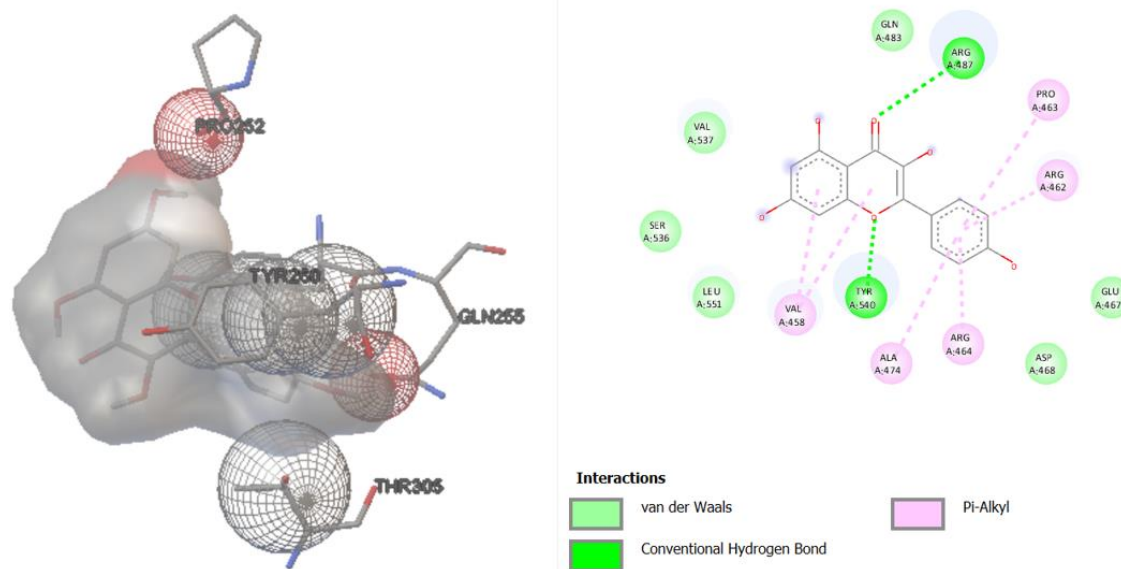 PRO252
TYR260
GLN255
THR305
GLN
A:483
ARG
A:487
PRO
A:463
VAL
A:537
ARG
A:462
SER
A:536
LEU
A:551
VAL
A:458
TYR
A:540
GLU
A:467
ALA
A:474
ARG
A:464
ASP
A:468
Interactions
van der Waals
Pi-Alkyl
Conventional Hydrogen Bond